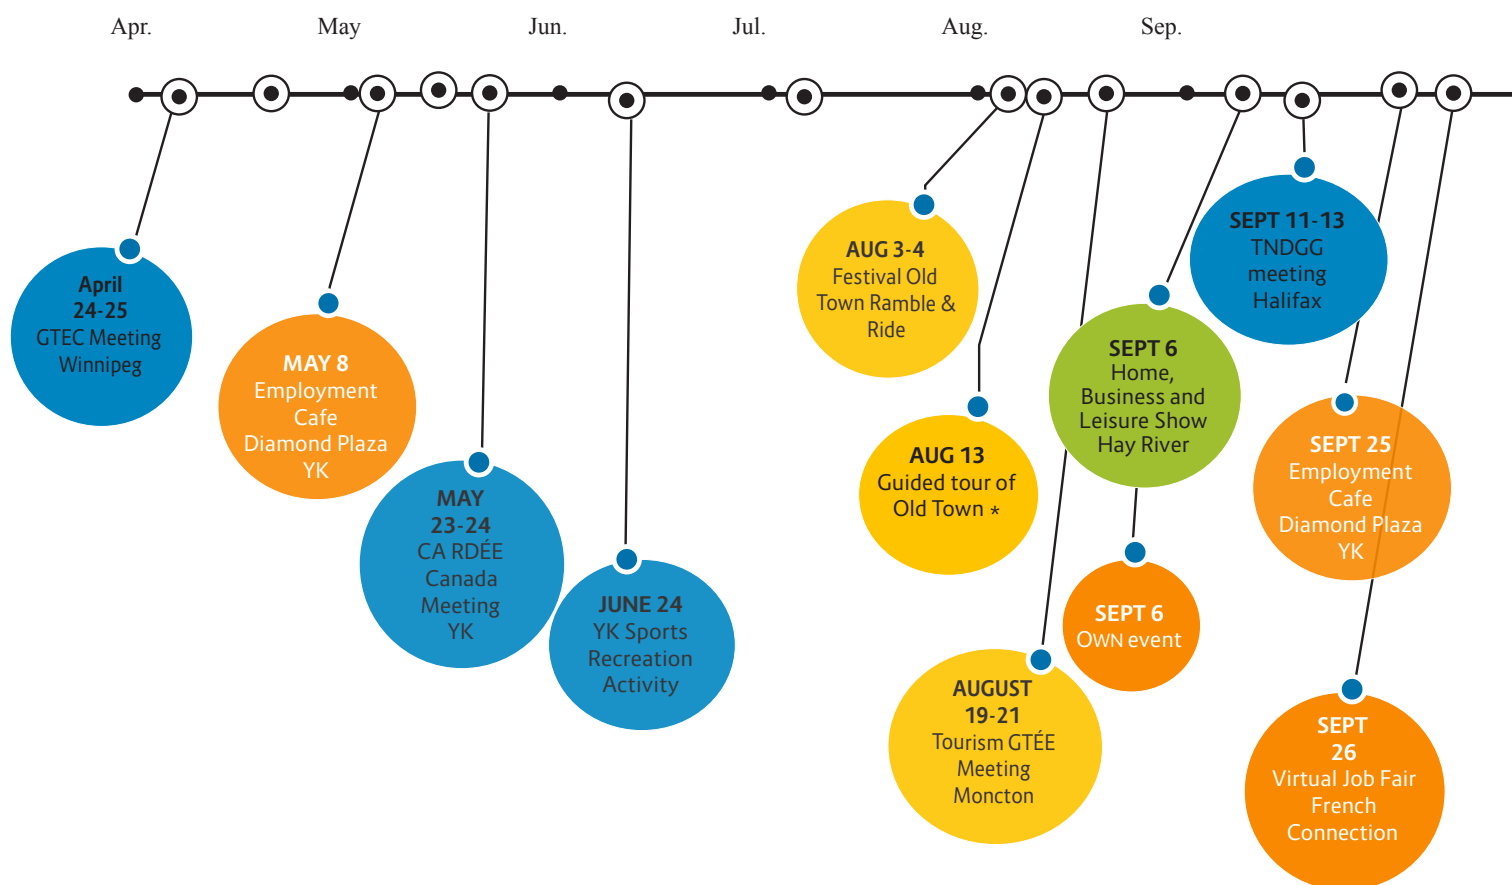 Apr.
May
Jun.
Jul.
Aug.
Sep.
April
24-25
GTEC Meeting
Winnipeg
MAY 8
Employment
Cafe
Diamond Plaza
YK
MAY
23-24
CA RDÉE
Canada
Meeting
YK
JUNE 24
YK Sports
Recreation
Activity
AUG 3-4
Festival Old
Town Ramble &
Ride
AUG 13
Guided tour of
Old Town *
AUGUST
19-21
Tourism GTÉE
Meeting
Moncton
SEPT 6
Home,
Business and
Leisure Show
Hay River
SEPT 6
OWN event
SEPT 11-13
TNDGG
meeting
Halifax
SEPT 25
Employment
Cafe
Diamond Plaza
YK
SEPT
26
Virtual Job Fair
French
Connection